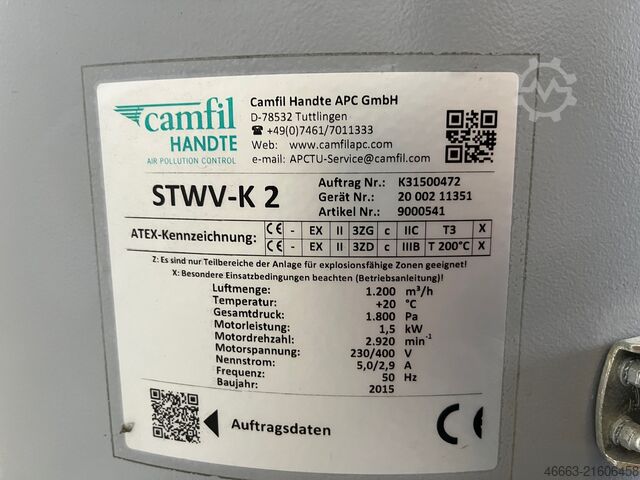 camfil
HANDTE
AIR POLLUTION CONTROL
Camfil Handte APC GmbH
D-78532 Tuttlingen
☎ +49(0)7461/7011333
Web: www.camfilapc.com
e-mail: APCTU-Service@camfil.com
STWV-K 2
Auftrag Nr.: K31500472
Gerät Nr.: 20 002 11351
Artikel Nr.: 9000541
ATEX-Kennzeichnung: CE - EX II 3ZG c IIC T3 X
CE - EX II 3ZD c IIIB T 200°C X
Z: Es sind nur Teilbereiche der Anlage für explosionsfähige Zonen geeignet!
X: Besondere Einsatzbedingungen beachten (Betriebsanleitung)!
Luftmenge: 1.200 m³/h
Temperatur: +20 °C
Gesamtdruck: 1.800 Pa
Motorleistung: 1,5 kW
Motordrehzahl: 2.920 min⁻¹
Motorspannung: 230/400 V
Nennstrom: 5,0/2,9 A
Frequenz: 50 Hz
Baujahr: 2015
Auftragsdaten
CE
46663-21606458